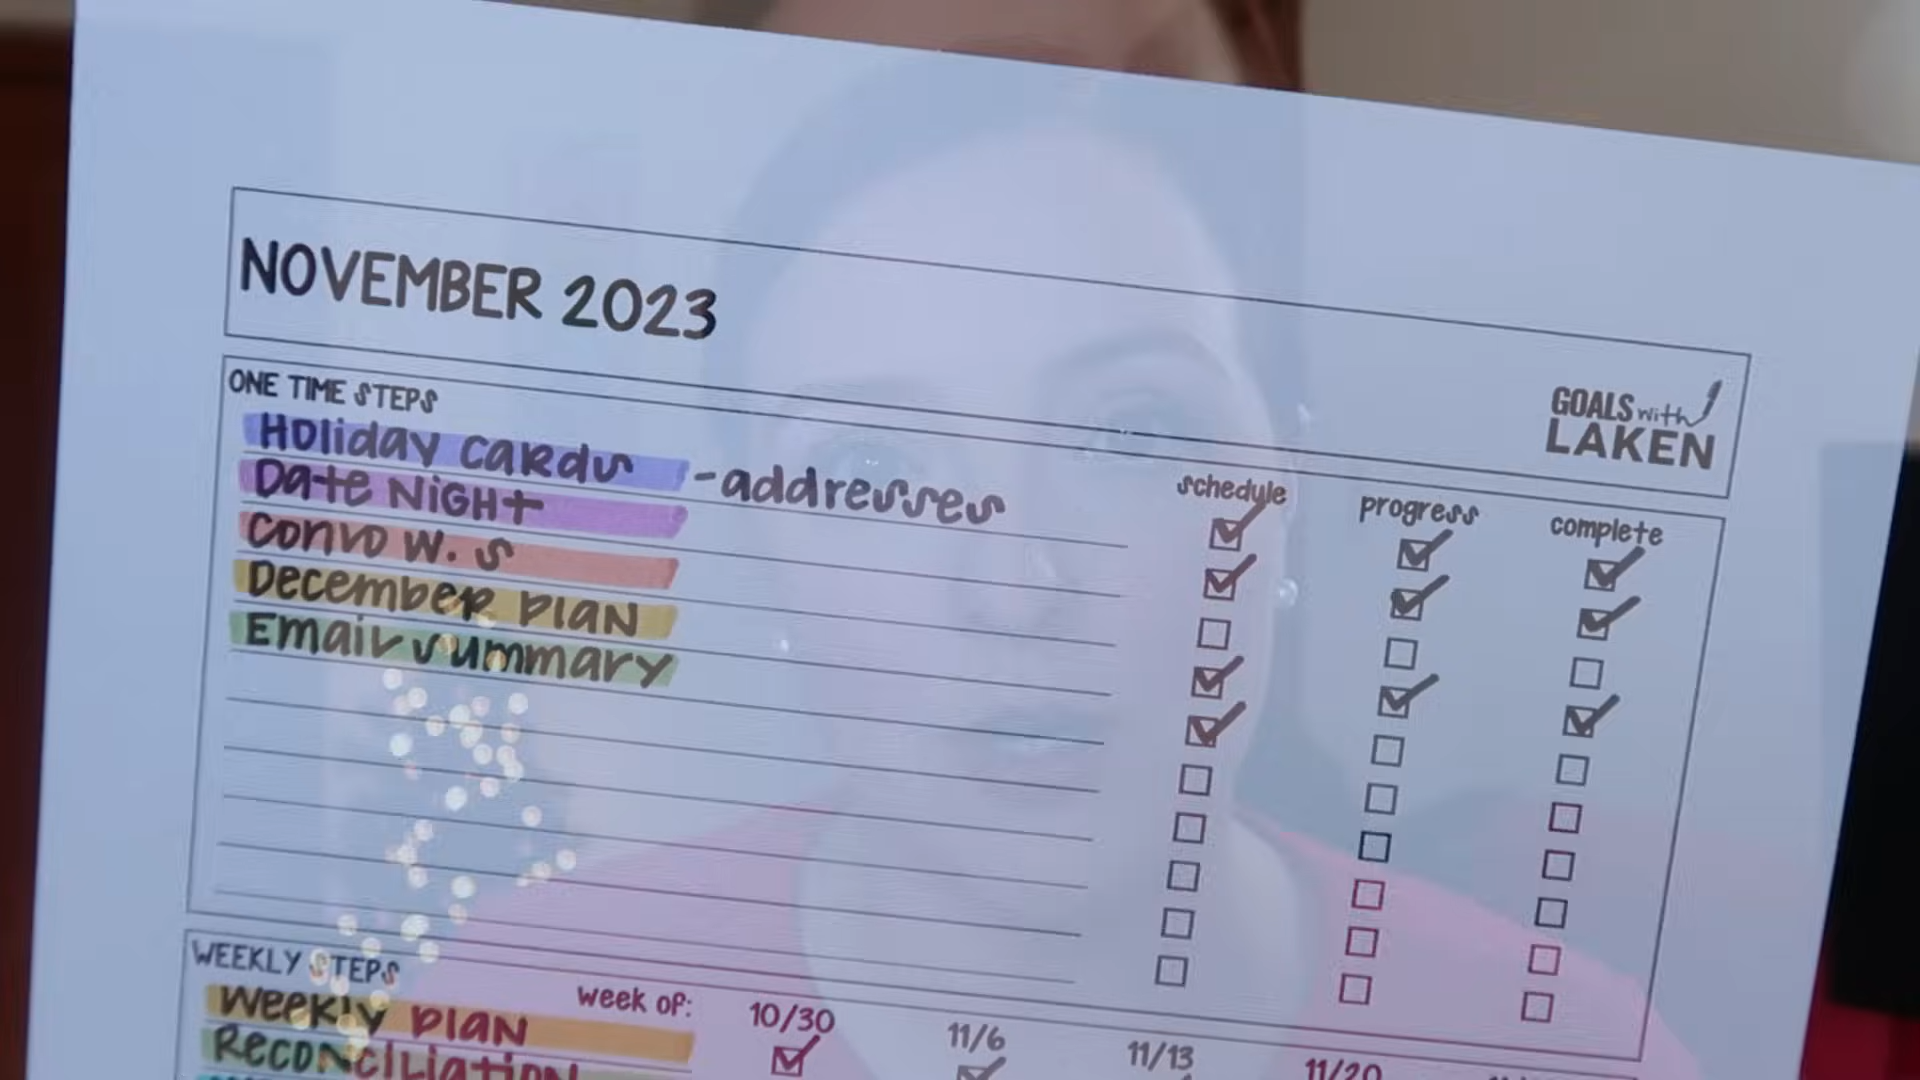 NOVEMBER 2023
GOALS with
LAKEN
ONE TIME STEPS
schedule progress complete
Holiday cards - addresses
Date Night
Convo w. S
December plan
Email summary
WEEKLY STEPS
week of: 10/30 11/6 11/13 11/20
Weekly plan
Reconciliation